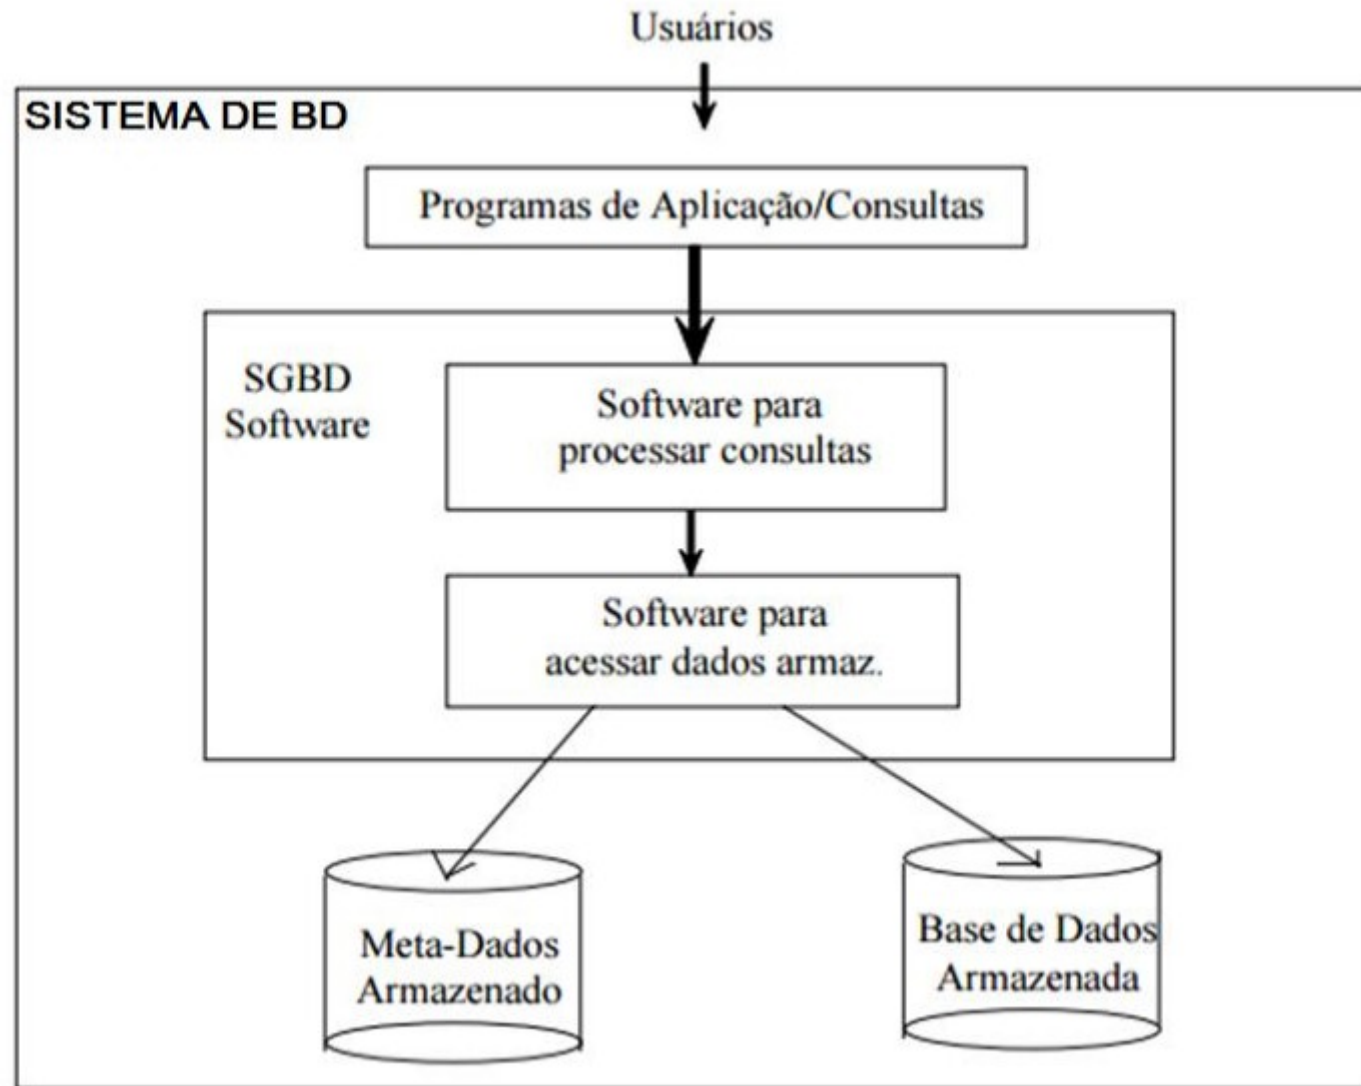 Usuários
SISTEMA DE BD
Programas de Aplicação/Consultas
SGBD
Software
Software para
processar consultas
Software para
acessar dados armaz.
Meta-Dados
Armazenado
Base de Dados
Armazenada